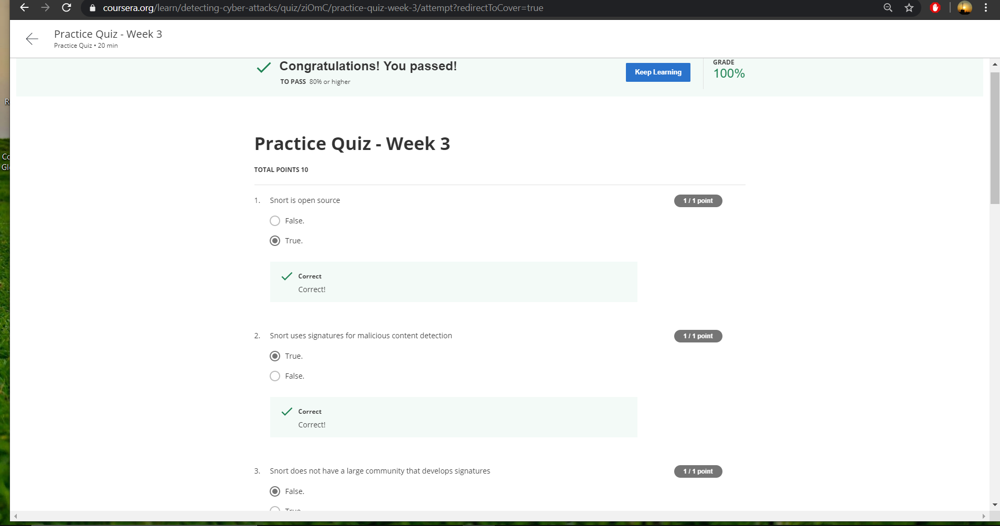 coursera.org/learn/detecting-cyber-attacks/quiz/ziOmC/practice-quiz-week-3/attempt?redirectToCover=true
Practice Quiz - Week 3
Practice Quiz • 20 min
Congratulations! You passed!
TO PASS 80% or higher
Keep Learning
GRADE
100%
R
Co
Gl
Practice Quiz - Week 3
TOTAL POINTS 10
1. Snort is open source
1 / 1 point
False.
True.
Correct
Correct!
2. Snort uses signatures for malicious content detection
1 / 1 point
True.
False.
Correct
Correct!
3. Snort does not have a large community that develops signatures
1 / 1 point
False.
True